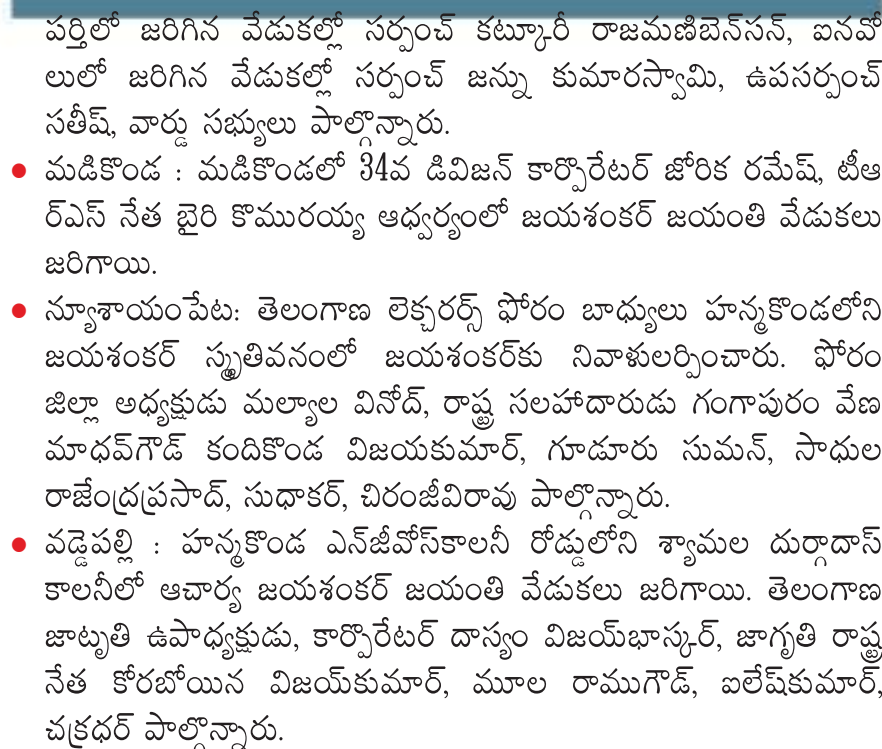 పర్తిలో జరిగిన వేడుకల్లో సర్పంచ్ కట్కూరీ రాజమణిబెన్‌సన్, ఐనవో
లులో జరిగిన వేడుకల్లో సర్పంచ్ జన్ను కుమారస్వామి, ఉపసర్పంచ్
సతీష్, వార్డు సభ్యులు పాల్గొన్నారు.
• మడికొండ : మడికొండలో 34వ డివిజన్ కార్పొరేటర్ జోరిక రమేష్, టీఆ
ర్ఎస్ నేత బైరి కొమురయ్య ఆధ్వర్యంలో జయశంకర్ జయంతి వేడుకలు
జరిగాయి.
• న్యూశాయంపేట: తెలంగాణ లెక్చరర్స్ ఫోరం బాధ్యులు హన్మకొండలోని
జయశంకర్ స్మృతివనంలో జయశంకర్‌కు నివాళులర్పించారు. ఫోరం
జిల్లా అధ్యక్షుడు మల్యాల వినోద్, రాష్ట్ర సలహాదారుడు గంగాపురం వేణ
మాధవ్‌గౌడ్ కందికొండ విజయకుమార్, గూడూరు సుమన్, సాధుల
రాజేంద్రప్రసాద్, సుధాకర్, చిరంజీవిరావు పాల్గొన్నారు.
• వడ్డెపల్లి : హన్మకొండ ఎన్‌జీవోస్‌కాలనీ రోడ్డులోని శ్యామల దుర్గాదాస్
కాలనీలో ఆచార్య జయశంకర్ జయంతి వేడుకలు జరిగాయి. తెలంగాణ
జాటృతి ఉపాధ్యక్షుడు, కార్పొరేటర్ దాస్యం విజయ్‌భాస్కర్, జాగృతి రాష్ట్ర
నేత కోరబోయిన విజయ్‌కుమార్, మూల రాముగౌడ్, ఐలేష్‌కుమార్,
చక్రధర్ పాల్గొన్నారు.